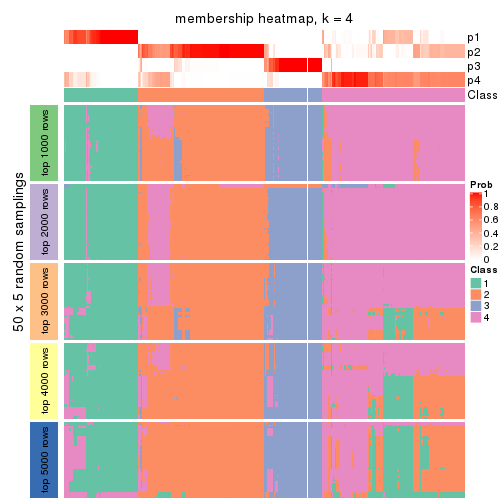 membership heatmap, k = 4
p1
p2
p3
p4
Class
50 x 5 random samplings
top 1000 rows
top 2000 rows
top 3000 rows
top 4000 rows
top 5000 rows
Prob
1
0.8
0.6
0.4
0.2
0
Class
1
2
3
4